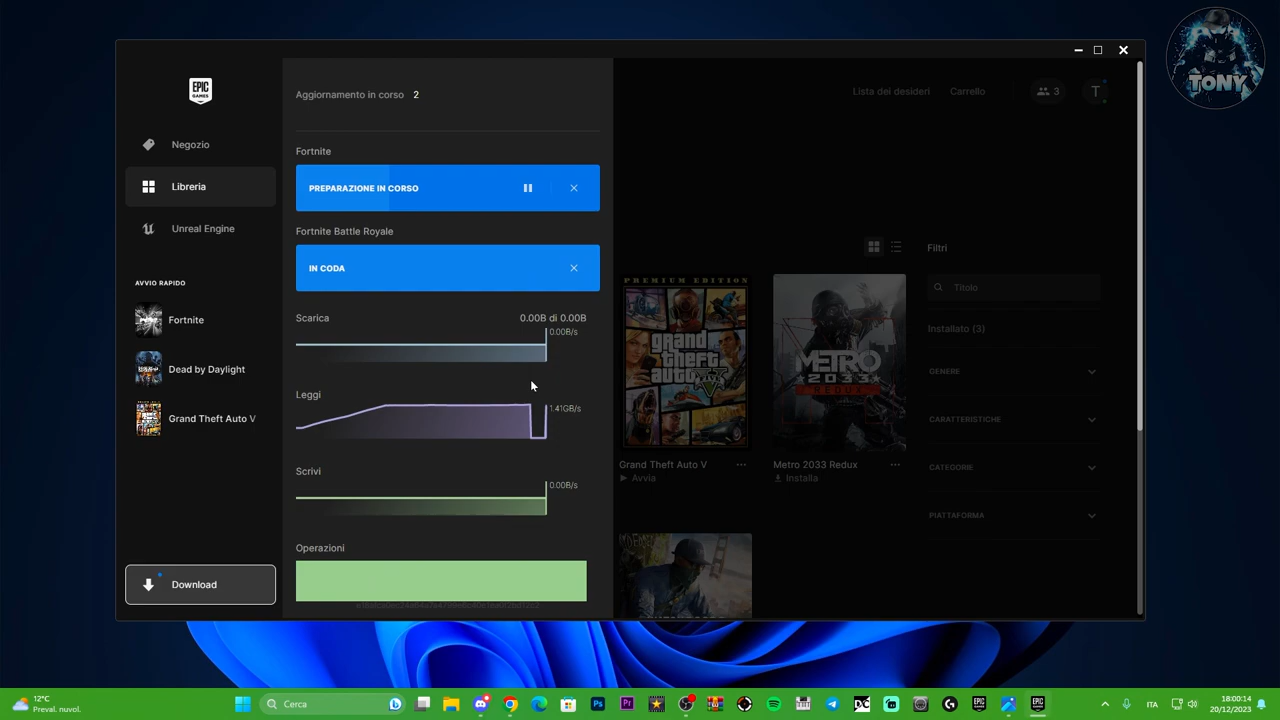 TONY
EPIC
GAMES
Negozio
Libreria
Unreal Engine
AVVIO RAPIDO
Fortnite
Dead by Daylight
Grand Theft Auto V
Download
Aggiornamento in corso 2
Fortnite
PREPARAZIONE IN CORSO
Fortnite Battle Royale
IN CODA
Scarica
0.00B di 0.00B
0.00B/s
Leggi
1.41GB/s
Scrivi
0.00B/s
Operazioni
Lista dei desideri
Carrello
3
T
PREMIUM EDITION
grand
theft
auto
V
METRO
2033
REDUX
Grand Theft Auto V
Avvia
Metro 2033 Redux
Installa
Filtri
Titolo
Installato (3)
GENERE
CARATTERISTICHE
CATEGORIE
PIATTAFORMA
12°C
Preval. nuvol.
Cerca
ITA
18:00:14
20/12/2023